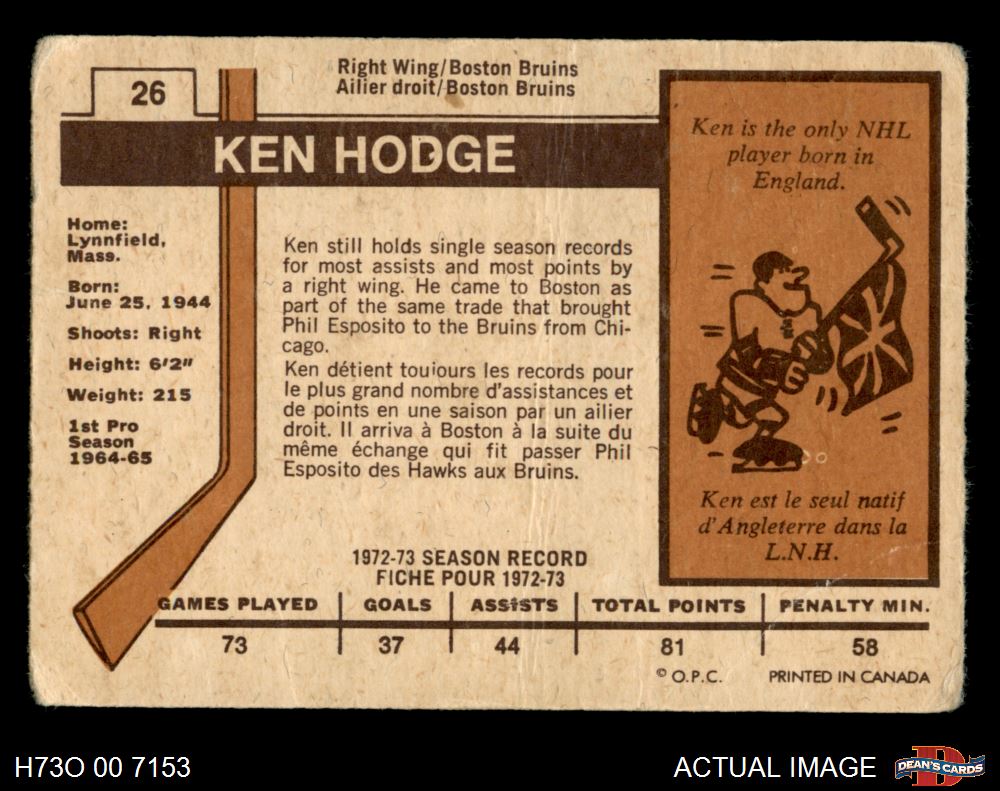 26
Right Wing/Boston Bruins
Ailier droit/Boston Bruins
KEN HODGE
Home:
Lynnfield,
Mass.
Born:
June 25, 1944
Shoots: Right
Height: 6'2"
Weight: 215
1st Pro
Season
1964-65
Ken still holds single season records
for most assists and most points by
a right wing. He came to Boston as
part of the same trade that brought
Phil Esposito to the Bruins from Chi-
cago.
Ken détient toujours les records pour
le plus grand nombre d'assistances et
de points en une saison par un ailier
droit. Il arriva à Boston à la suite du
même échange qui fit passer Phil
Esposito des Hawks aux Bruins.
Ken is the only NHL
player born in
England.
Ken est le seul natif
d'Angleterre dans la
L.N.H.
1972-73 SEASON RECORD
FICHE POUR 1972-73
GAMES PLAYED GOALS ASSISTS TOTAL POINTS PENALTY MIN.
73 37 44 81 58
© O.P.C. PRINTED IN CANADA
H73O 00 7153 ACTUAL IMAGE DEAN'S CARDS